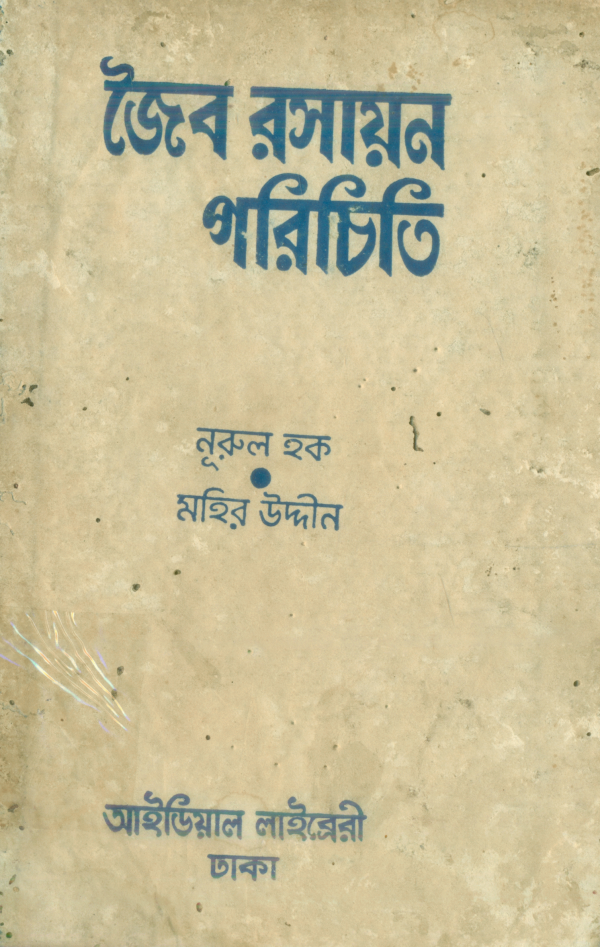 জৈব রসায়ন
পরিচিতি
নূরুল হক
মহির উদ্দীন
আইডিয়াল লাইব্রেরী
ঢাকা